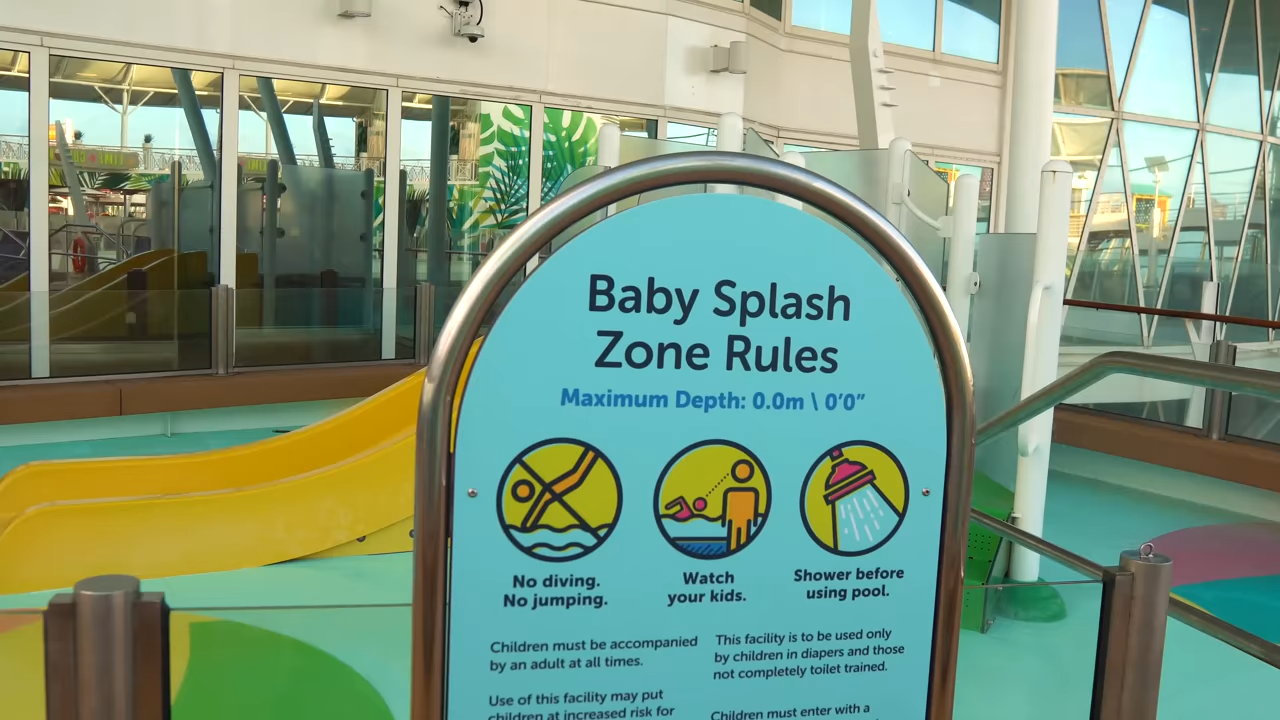 Baby Splash
Zone Rules
Maximum Depth: 0.0m \ 0'0"
No diving.
No jumping.
Watch
your kids.
Shower before
using pool.
Children must be accompanied
by an adult at all times.
Use of this facility may put
children at increased risk for
This facility is to be used only
by children in diapers and those
not completely toilet trained.
Children must enter with a